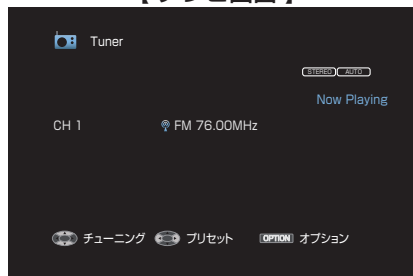 Tuner
STEREO AUTO
Now Playing
CH 1 FM 76.00MHz
チューニング プリセット OPTION オプション